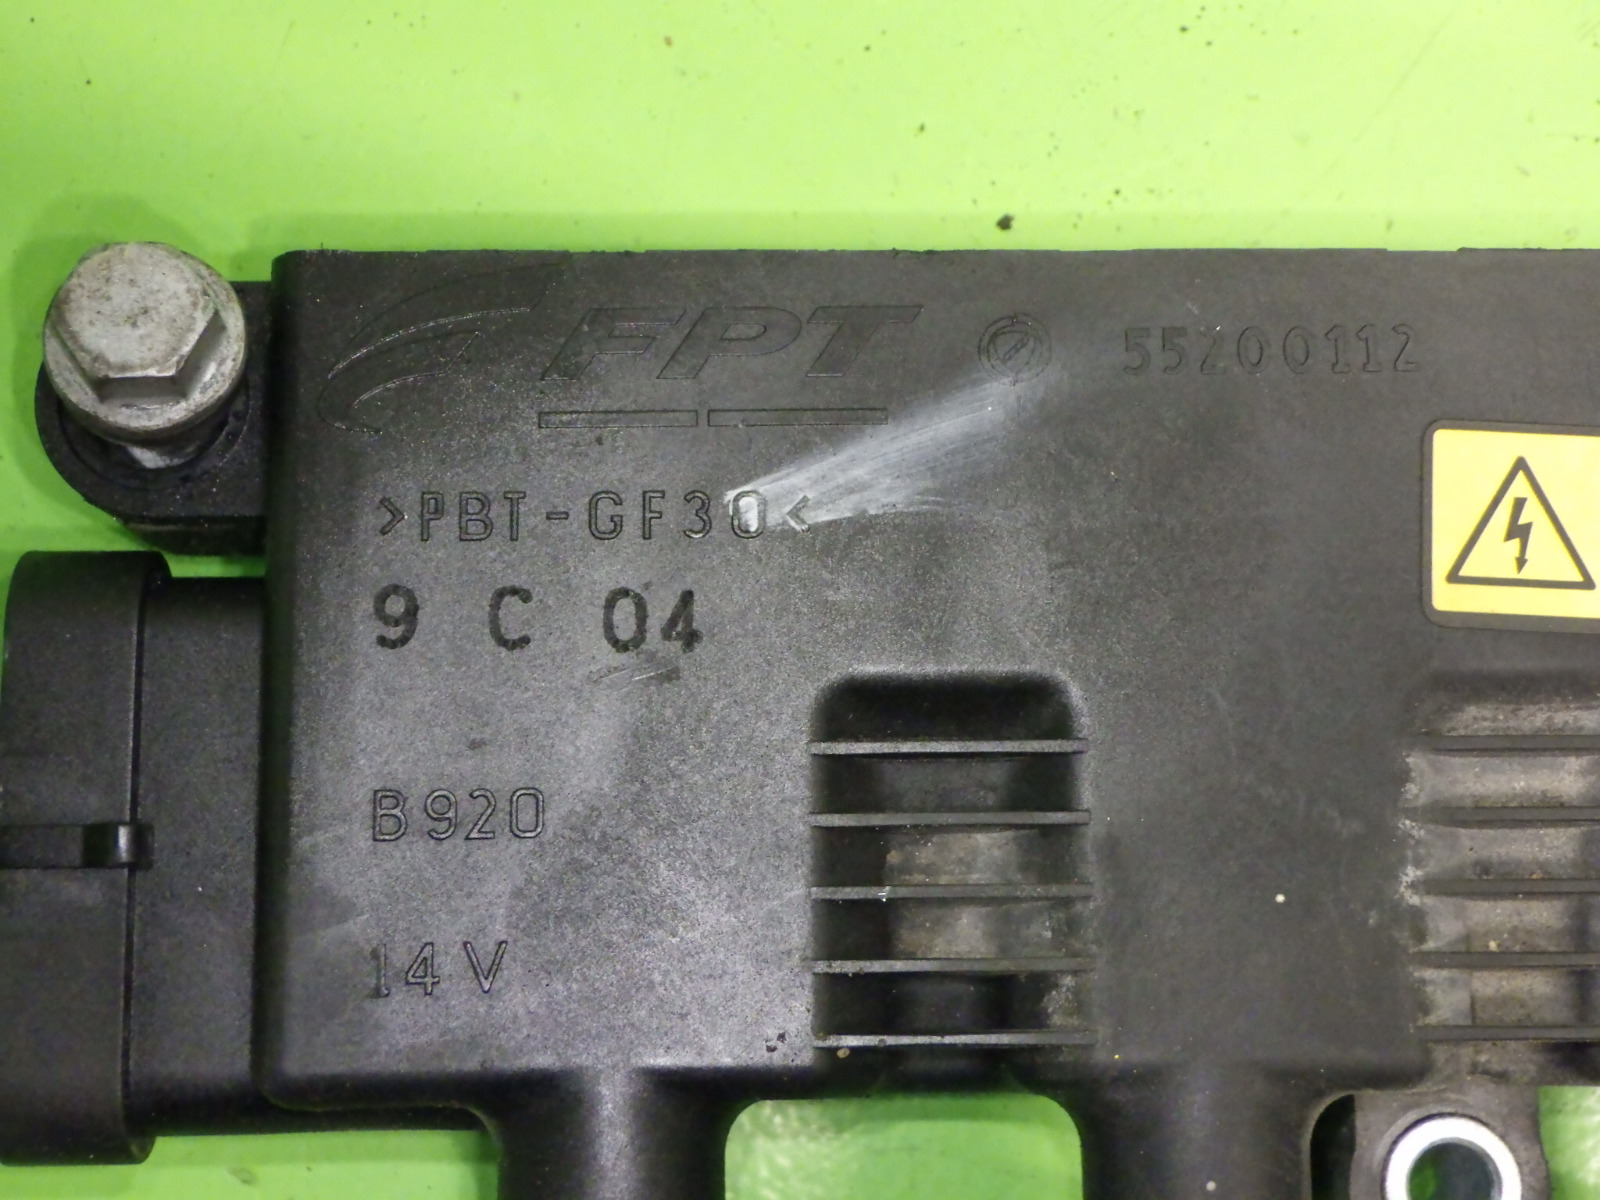 FPT 55200112
>PBT-GF30<
9 C 04
B920
14V